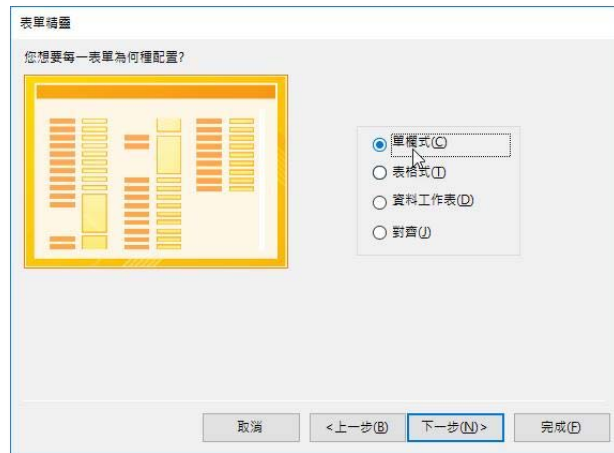 表單精靈
您想要每一表單為何種配置?
單欄式(C)
表格式(T)
資料工作表(D)
對齊(J)
取消
<上一步(B)
下一步(N)>
完成(F)